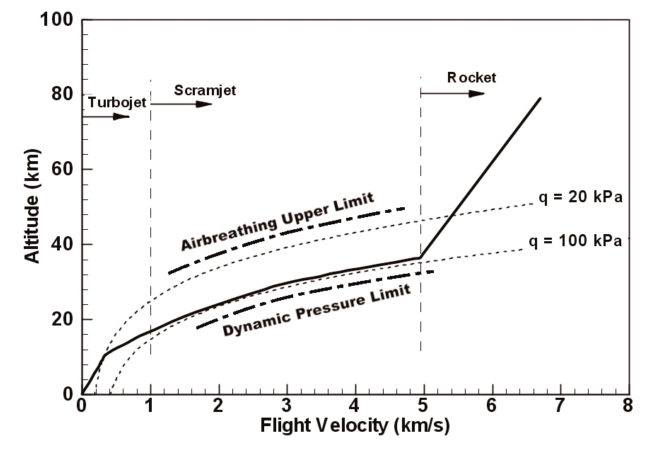 100
80
60
40
20
0
Altitude (km)
Turbojet
Scramjet
Rocket
Airbreathing Upper Limit
q = 20 kPa
q = 100 kPa
Dynamic Pressure Limit
0 1 2 3 4 5 6 7 8
Flight Velocity (km/s)